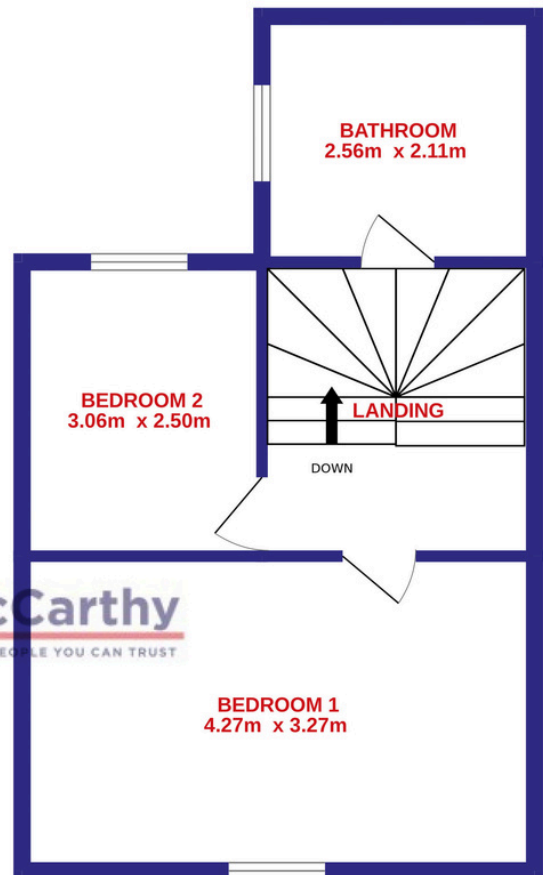 BATHROOM
2.56m x 2.11m
BEDROOM 2
3.06m x 2.50m
LANDING
DOWN
cCarthy
EOPLE YOU CAN TRUST
BEDROOM 1
4.27m x 3.27m